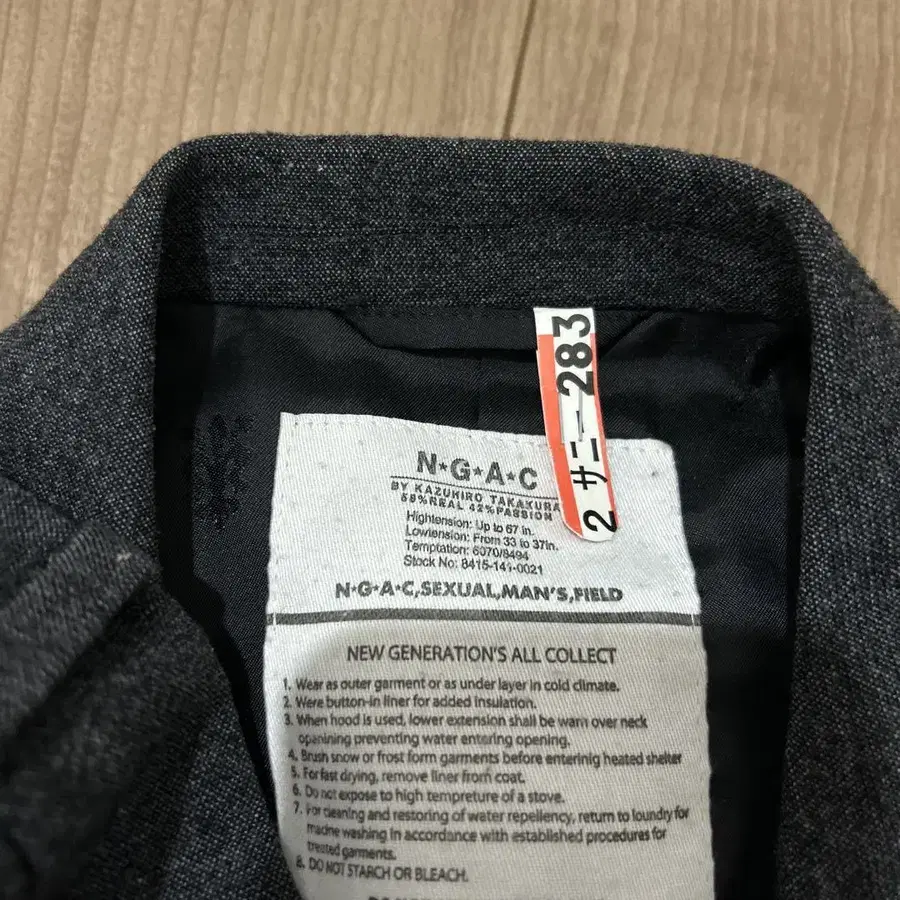 2 サニー283
N★G★A★C
BY KAZUHIRO TAKAKURA
58%REAL 42%PASSION
Hightension: Up to 67 in.
Lowtension: From 33 to 37in.
Temptation: 6070/8494
Stock No: 8415-141-0021
N·G·A·C,SEXUAL,MAN'S,FIELD
NEW GENERATION'S ALL COLLECT
1. Wear as outer garment or as under layer in cold climate.
2. Were button-in liner for added insulation.
3. When hood is used, lower extension shall be warn over neck
openining preventing water entering opening.
4. Brush snow or frost form garments before enterinig heated shelter
5. For fast drying, remove liner from coat.
6. Do not expose to high tempreture of a stove.
7. For cleaning and restoring of water repellency, return to loundry for
machine washing in accordance with established procedures for
treated garments.
8. DO NOT STARCH OR BLEACH.